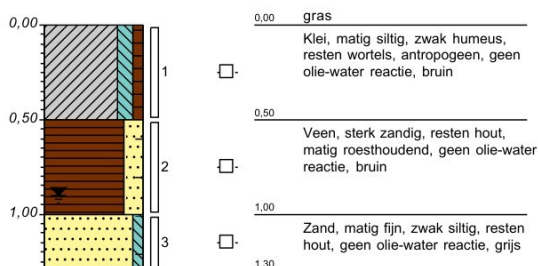 0,00
0,00 gras
Klei, matig siltig, zwak humeus,
resten wortels, antropogeen, geen
olie-water reactie, bruin
1
0,50
0,50
Veen, sterk zandig, resten hout,
matig roesthoudend, geen olie-water
reactie, bruin
2
1,00
1,00
Zand, matig fijn, zwak siltig, resten
hout, geen olie-water reactie, grijs
3
1,30